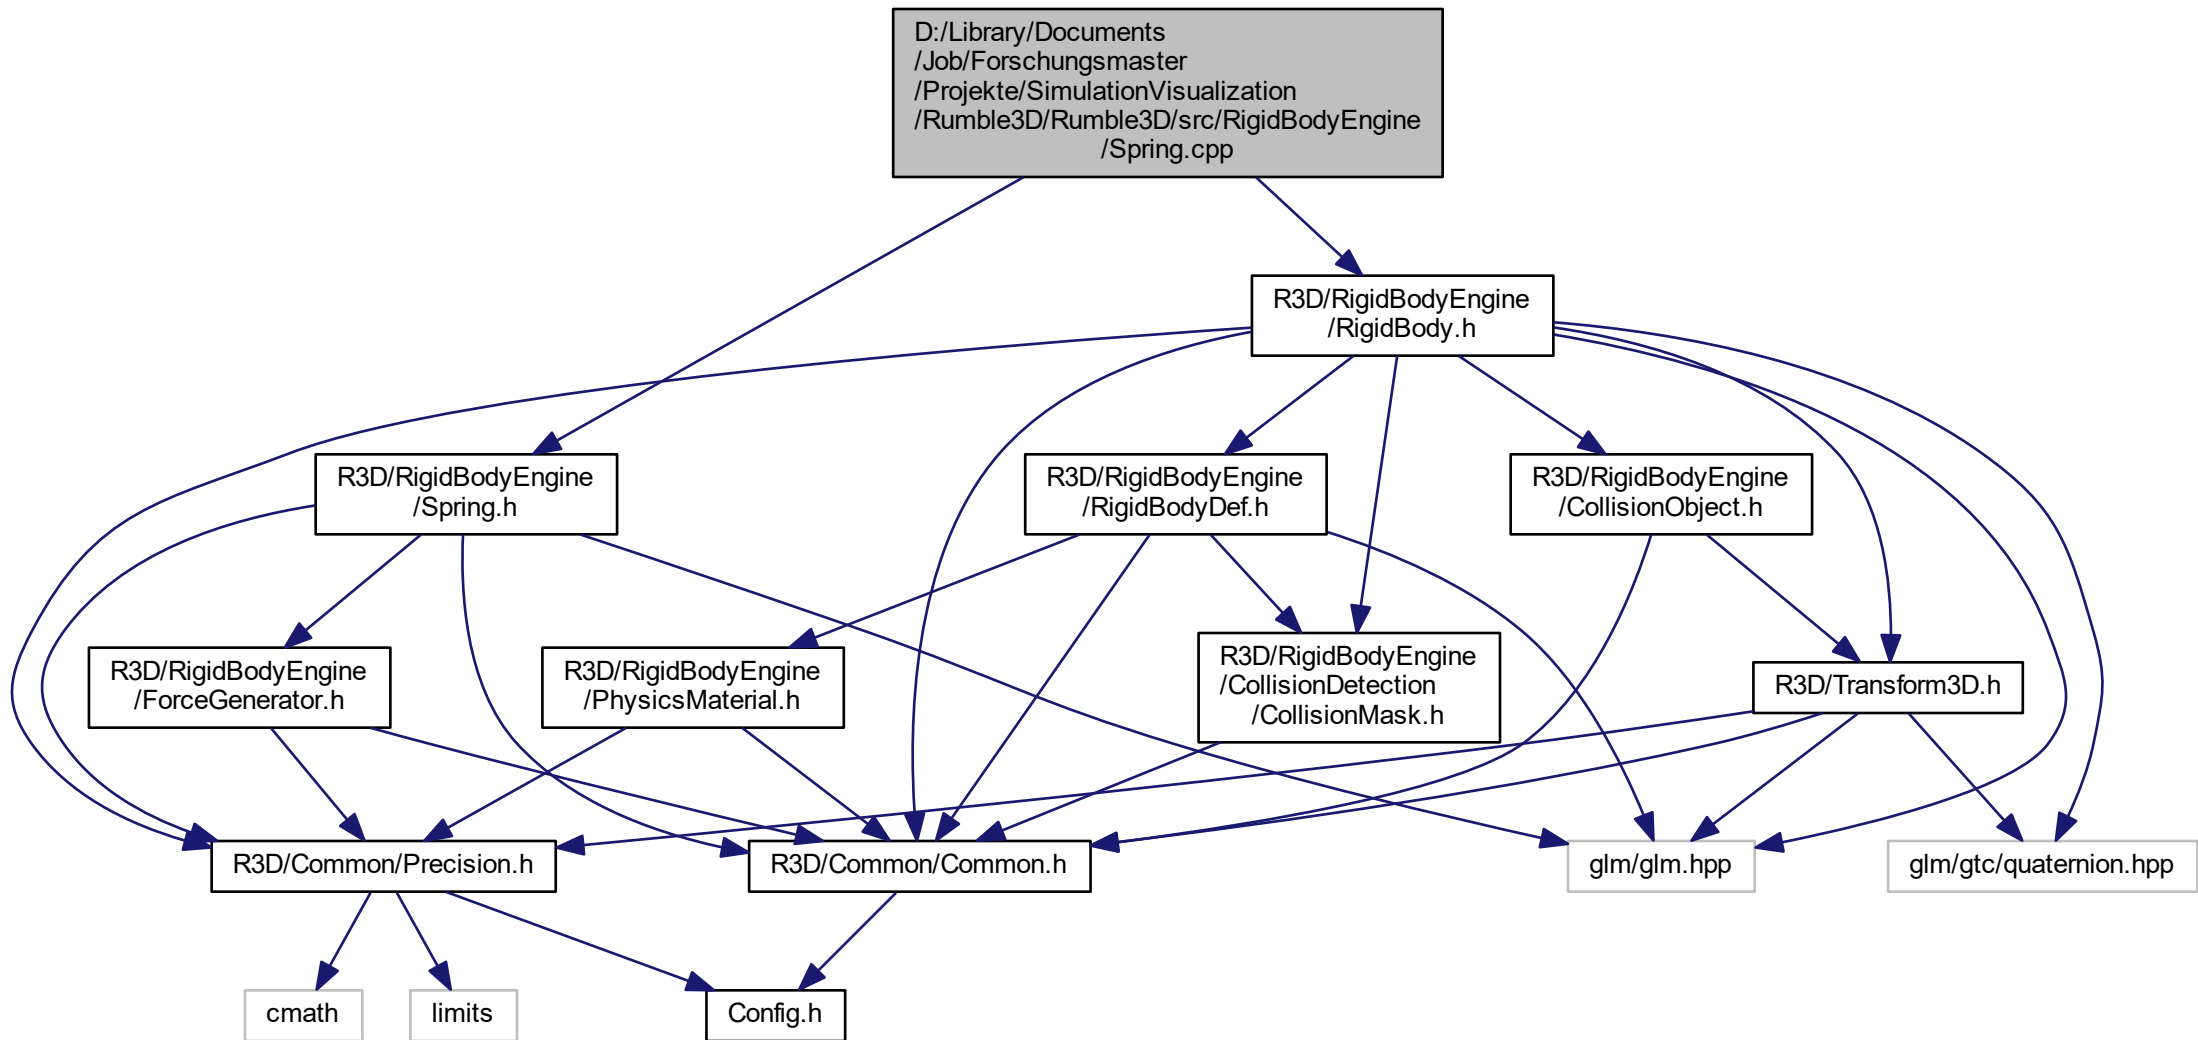 D:/Library/Documents
/Job/Forschungsmaster
/Projekte/SimulationVisualization
/Rumble3D/Rumble3D/src/RigidBodyEngine
/Spring.cpp
R3D/RigidBodyEngine
/RigidBody.h
R3D/RigidBodyEngine
/Spring.h
R3D/RigidBodyEngine
/RigidBodyDef.h
R3D/RigidBodyEngine
/CollisionObject.h
R3D/RigidBodyEngine
/ForceGenerator.h
R3D/RigidBodyEngine
/PhysicsMaterial.h
R3D/RigidBodyEngine
/CollisionDetection
/CollisionMask.h
R3D/Transform3D.h
R3D/Common/Precision.h
R3D/Common/Common.h
glm/glm.hpp
glm/gtc/quaternion.hpp
cmath
limits
Config.h